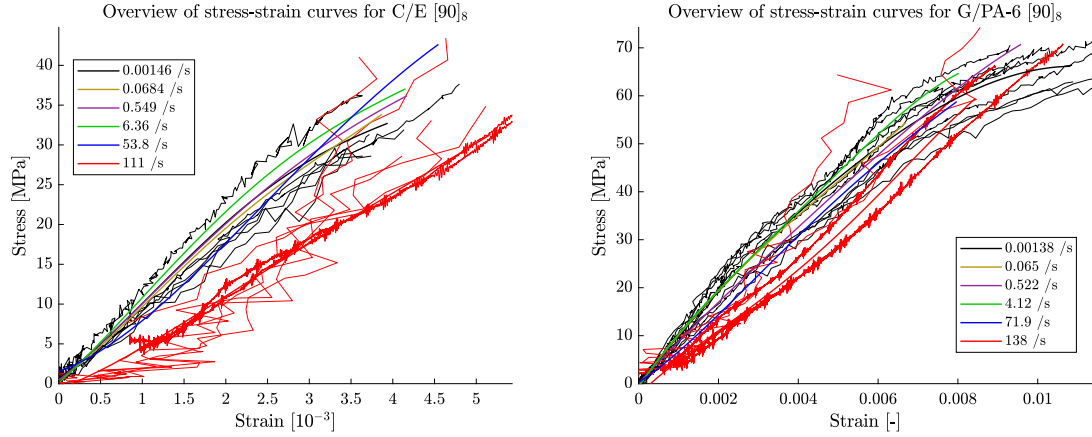 Overview of stress-strain curves for C/E [90]₈
Stress [MPa]
40
35
30
25
20
15
10
5
0
0.00146 /s
0.0684 /s
0.549 /s
6.36 /s
53.8 /s
111 /s
0 0.5 1 1.5 2 2.5 3 3.5 4 4.5 5
Strain [10⁻³]
Overview of stress-strain curves for G/PA-6 [90]₈
Stress [MPa]
70
60
50
40
30
20
10
0
0.00138 /s
0.065 /s
0.522 /s
4.12 /s
71.9 /s
138 /s
0 0.002 0.004 0.006 0.008 0.01
Strain [-]